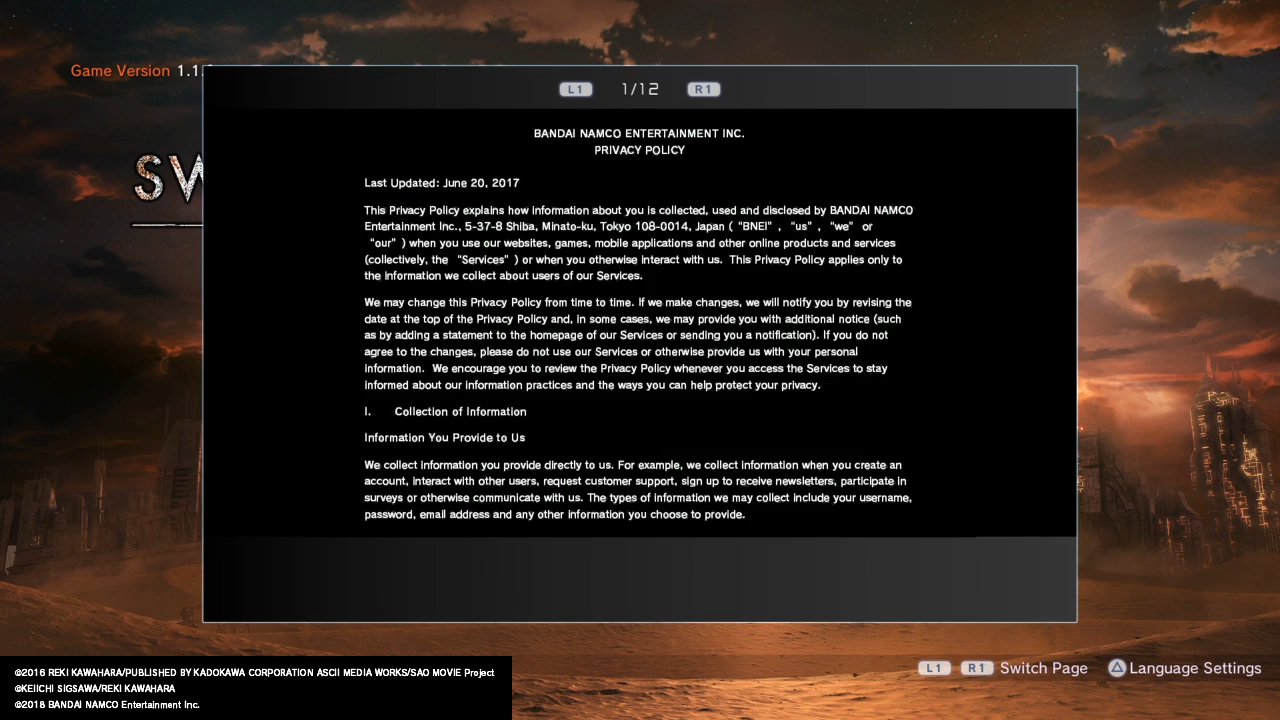 Game Version 1.1.
SW
L1 1/12 R1
BANDAI NAMCO ENTERTAINMENT INC.
PRIVACY POLICY
Last Updated: June 20, 2017
This Privacy Policy explains how information about you is collected, used and disclosed by BANDAI NAMCO
Entertainment Inc., 5-37-8 Shiba, Minato-ku, Tokyo 108-0014, Japan ( “BNEI” , “us” , “we” or
“our” ) when you use our websites, games, mobile applications and other online products and services
(collectively, the “Services” ) or when you otherwise interact with us. This Privacy Policy applies only to
the information we collect about users of our Services.
We may change this Privacy Policy from time to time. If we make changes, we will notify you by revising the
date at the top of the Privacy Policy and, in some cases, we may provide you with additional notice (such
as by adding a statement to the homepage of our Services or sending you a notification). If you do not
agree to the changes, please do not use our Services or otherwise provide us with your personal
information. We encourage you to review the Privacy Policy whenever you access the Services to stay
informed about our information practices and the ways you can help protect your privacy.
I. Collection of Information
Information You Provide to Us
We collect information you provide directly to us. For example, we collect information when you create an
account, interact with other users, request customer support, sign up to receive newsletters, participate in
surveys or otherwise communicate with us. The types of information we may collect include your username,
password, email address and any other information you choose to provide.
L1 R1 Switch Page Language Settings
©2016 REKI KAWAHARA/PUBLISHED BY KADOKAWA CORPORATION ASCII MEDIA WORKS/SAO MOVIE Project
©KEIICHI SIGSAWA/REKI KAWAHARA
©2018 BANDAI NAMCO Entertainment Inc.